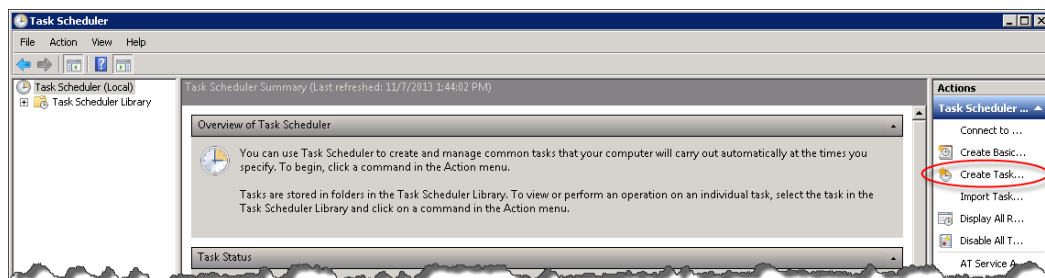 Task Scheduler
File Action View Help
Task Scheduler (Local)
Task Scheduler Library
Task Scheduler Summary (Last refreshed: 11/7/2013 1:44:02 PM)
Overview of Task Scheduler
You can use Task Scheduler to create and manage common tasks that your computer will carry out automatically at the times you
specify. To begin, click a command in the Action menu.
Tasks are stored in folders in the Task Scheduler Library. To view or perform an operation on an individual task, select the task in the
Task Scheduler Library and click on a command in the Action menu.
Task Status
Actions
Task Scheduler ...
Connect to ...
Create Basic...
Create Task...
Import Task...
Display All R...
Disable All T...
AT Service A...